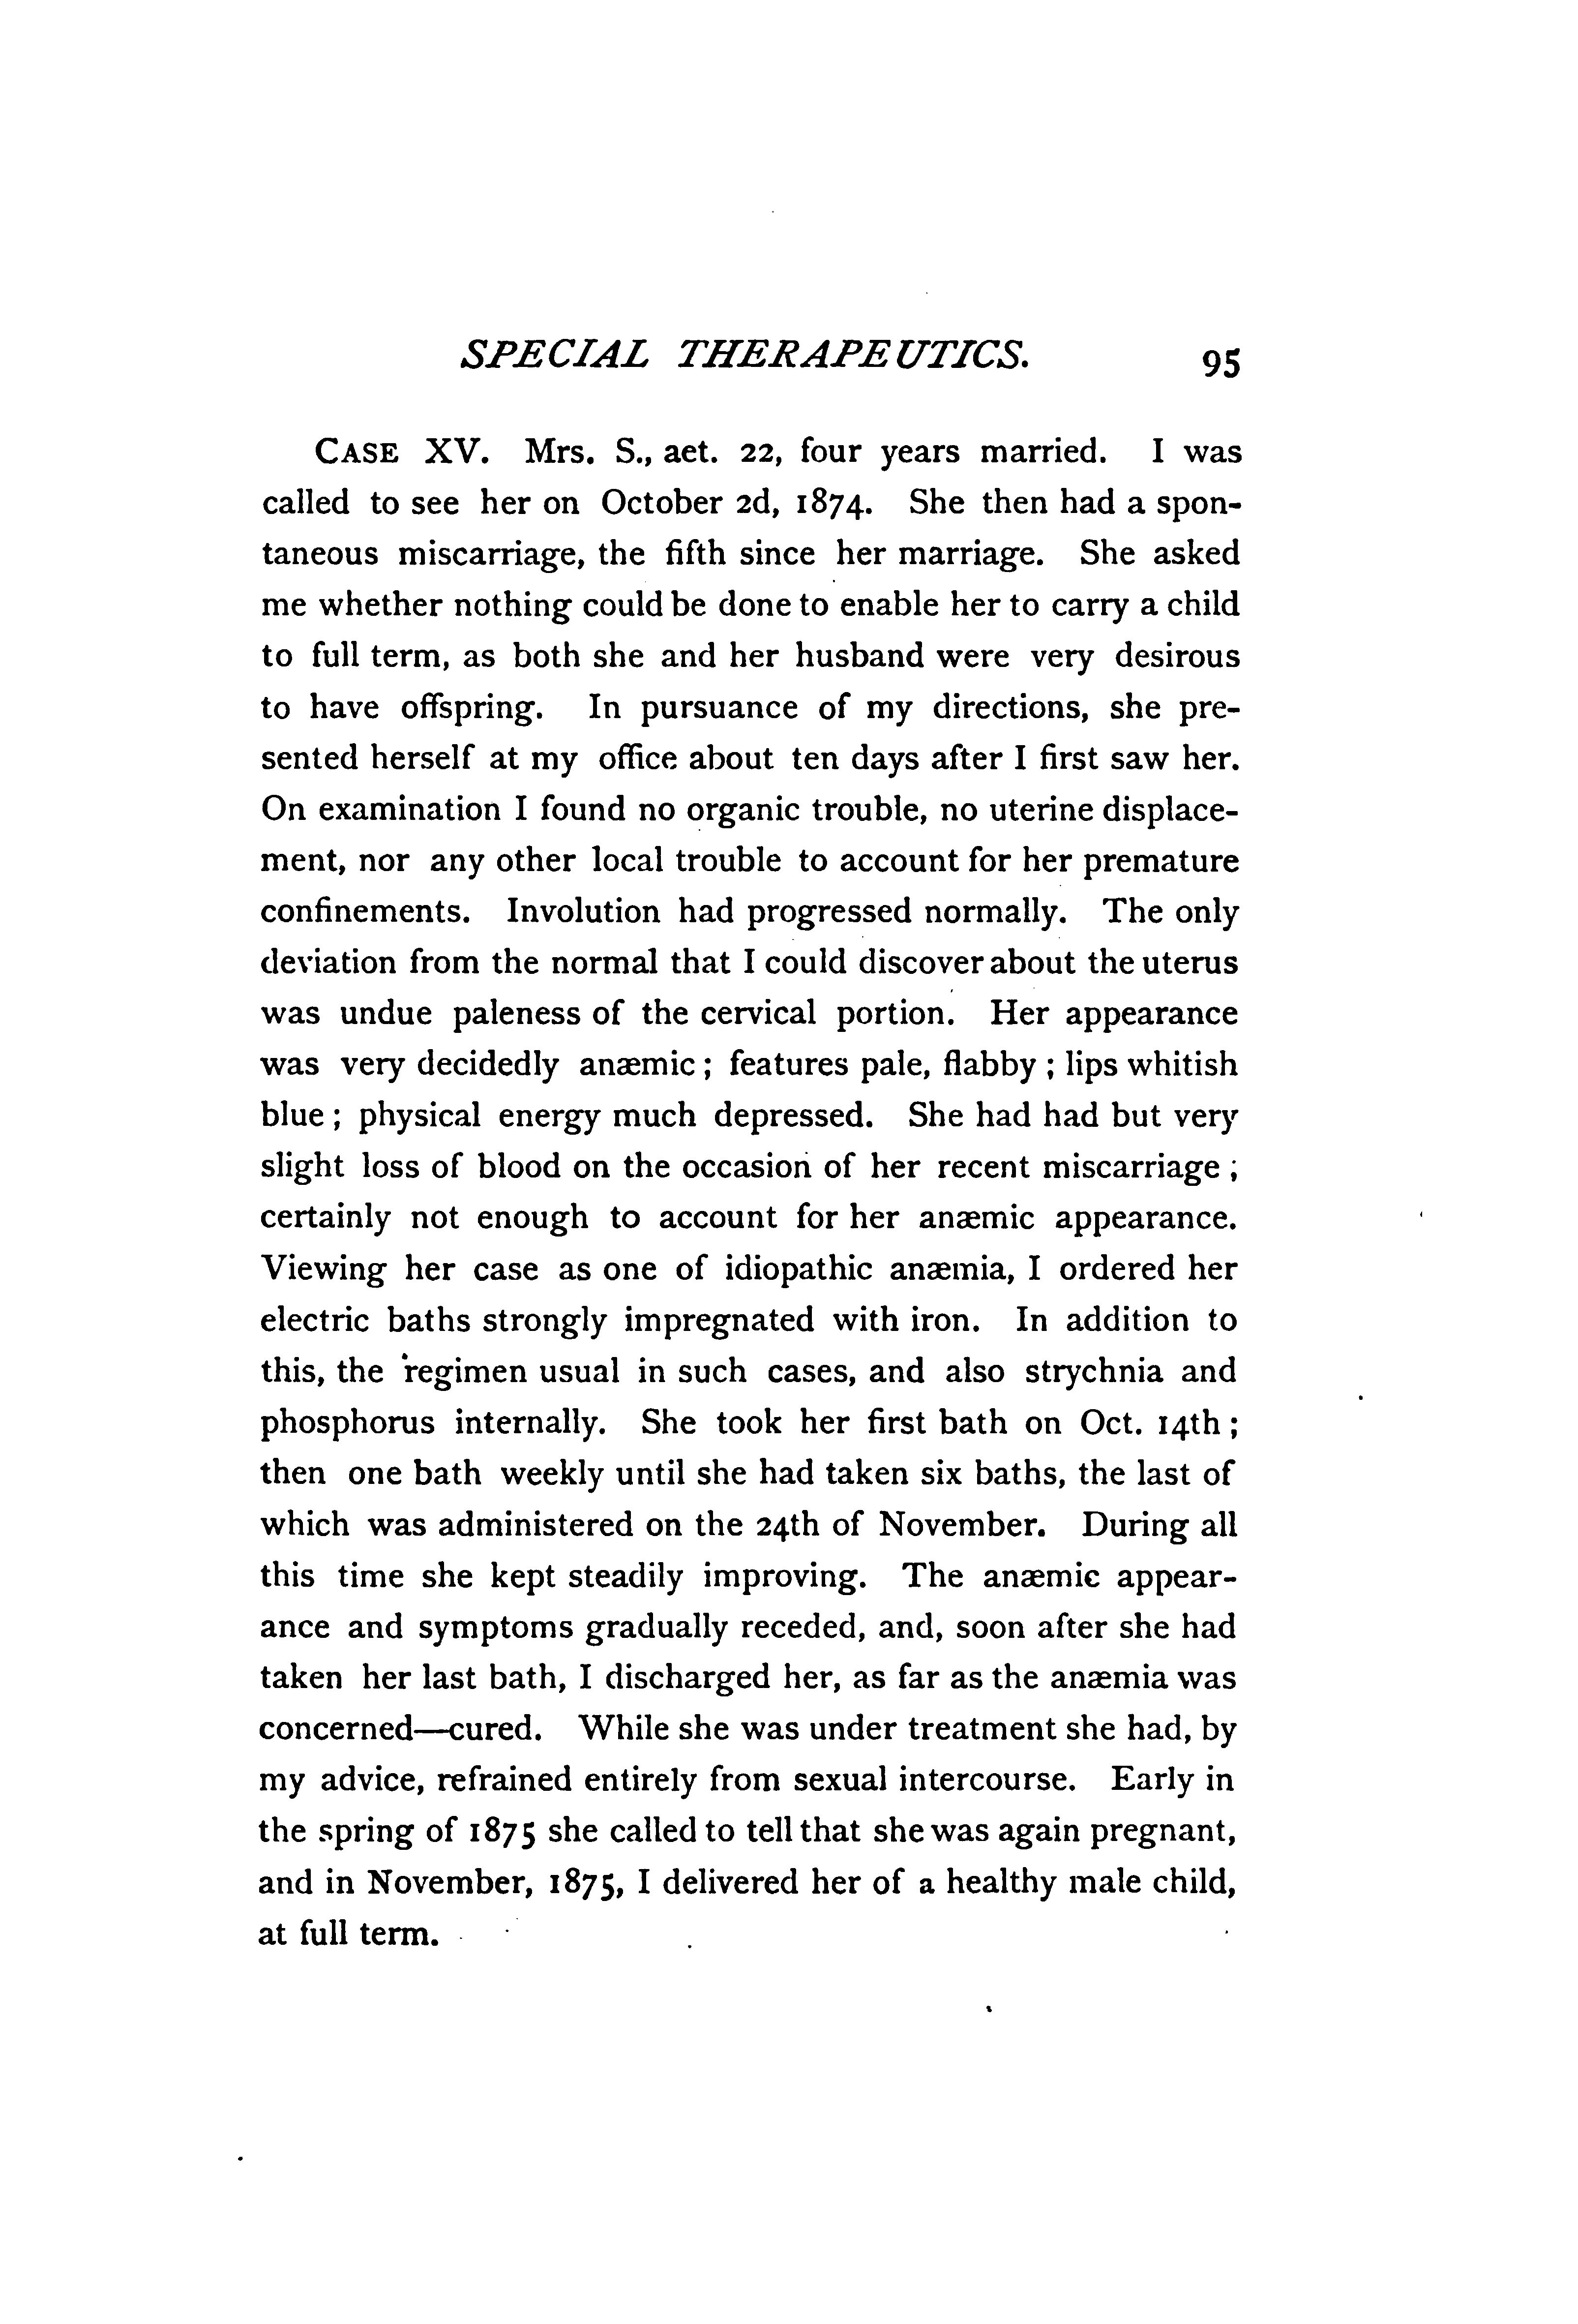 SPECIAL THERAPEUTICS. 95
CASE XV. Mrs. S., aet. 22, four years married. I was
called to see her on October 2d, 1874. She then had a spon-
taneous miscarriage, the fifth since her marriage. She asked
me whether nothing could be done to enable her to carry a child
to full term, as both she and her husband were very desirous
to have offspring. In pursuance of my directions, she pre-
sented herself at my office about ten days after I first saw her.
On examination I found no organic trouble, no uterine displace-
ment, nor any other local trouble to account for her premature
confinements. Involution had progressed normally. The only
deviation from the normal that I could discover about the uterus
was undue paleness of the cervical portion. Her appearance
was very decidedly anæmic ; features pale, flabby ; lips whitish
blue ; physical energy much depressed. She had had but very
slight loss of blood on the occasion of her recent miscarriage ;
certainly not enough to account for her anæmic appearance.
Viewing her case as one of idiopathic anæmia, I ordered her
electric baths strongly impregnated with iron. In addition to
this, the regimen usual in such cases, and also strychnia and
phosphorus internally. She took her first bath on Oct. 14th ;
then one bath weekly until she had taken six baths, the last of
which was administered on the 24th of November. During all
this time she kept steadily improving. The anæmic appear-
ance and symptoms gradually receded, and, soon after she had
taken her last bath, I discharged her, as far as the anæmia was
concerned—cured. While she was under treatment she had, by
my advice, refrained entirely from sexual intercourse. Early in
the spring of 1875 she called to tell that she was again pregnant,
and in November, 1875, I delivered her of a healthy male child,
at full term.